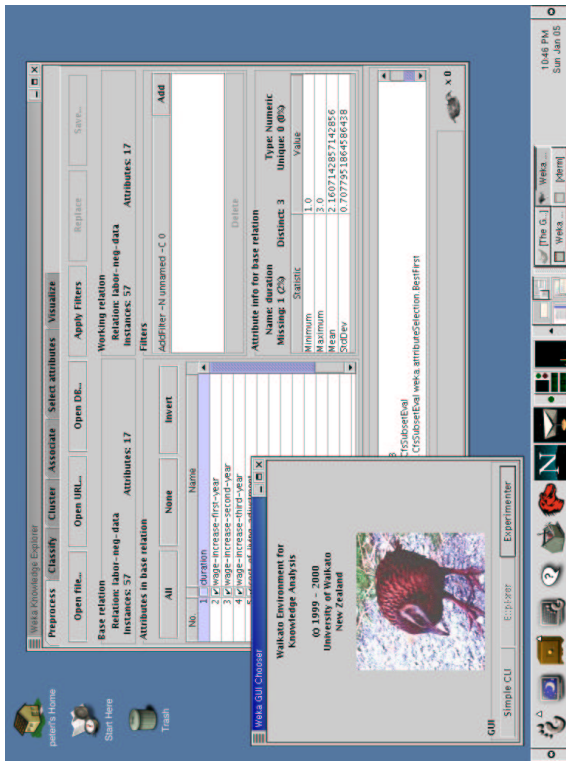 peterr's Home
Start Here
Trash
Weka Knowledge Explorer
Preprocess Classify Cluster Associate Select attributes Visualize
Open file... Open URL... Open DB... Apply Filters Replace Save...
Base relation
Relation: labor-neg-data
Instances: 57 Attributes: 17
Working relation
Relation: labor-neg-data
Instances: 57 Attributes: 17
Attributes in base relation
All None Invert
No. Name
1 duration
2 wage-increase-first-year
3 wage-increase-second-year
4 wage-increase-third-year
Filters
AddFilter -N unnamed -C 0 Add
Delete
Attribute info for base relation
Name: duration Type: Numeric
Missing: 1 (2%) Distinct: 3 Unique: 0 (0%)
Statistic Value
Minimum 1.0
Maximum 3.0
Mean 2.1607142857142856
StdDev 0.7077951864586438
CfsSubsetEval
CfsSubsetEval weka.attributeSelection.BestFirst
x 0
Weka GUI Chooser
Waikato Environment for
Knowledge Analysis
(c) 1999 - 2000
University of Waikato
New Zealand
GUI
Simple CLI Explorer Experimenter
[The G..] Weka...
Weka...
10:46 PM
Sun Jan 05